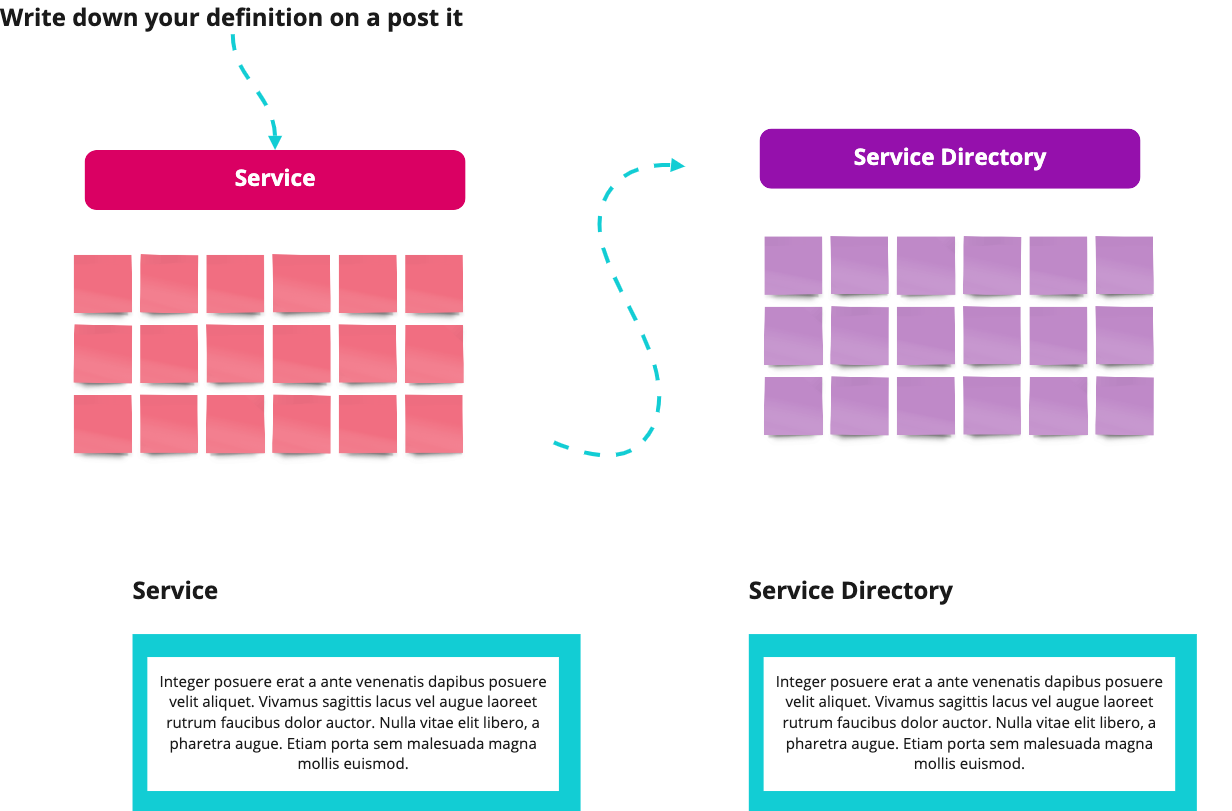 Write down your definition on a post it
Service
Service Directory
Service
Integer posuere erat a ante venenatis dapibus posuere
velit aliquet. Vivamus sagittis lacus vel augue laoreet
rutrum faucibus dolor auctor. Nulla vitae elit libero, a
pharetra augue. Etiam porta sem malesuada magna
mollis euismod.
Service Directory
Integer posuere erat a ante venenatis dapibus posuere
velit aliquet. Vivamus sagittis lacus vel augue laoreet
rutrum faucibus dolor auctor. Nulla vitae elit libero, a
pharetra augue. Etiam porta sem malesuada magna
mollis euismod.